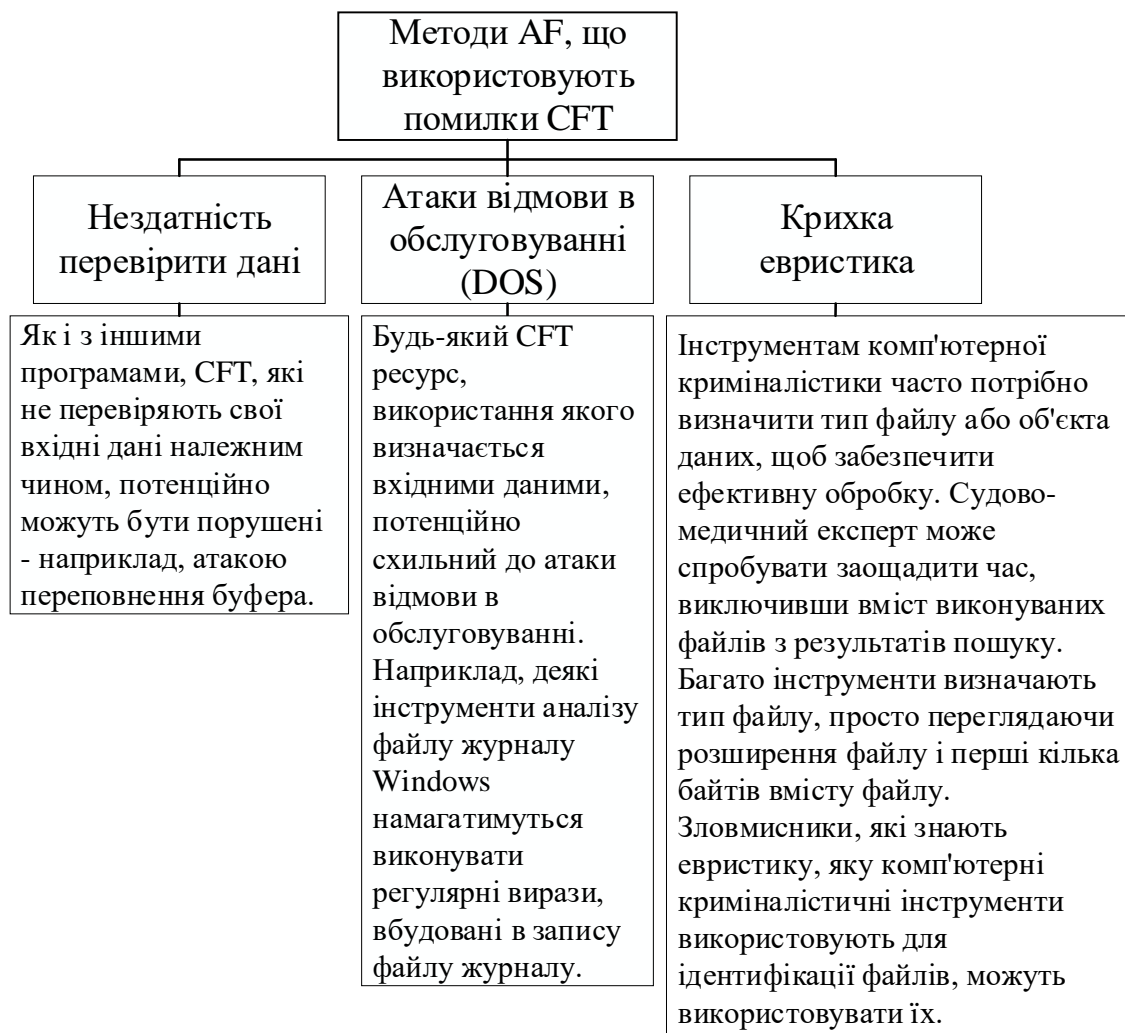 Методи AF, що
використовують
помилки CFT
Нездатність
перевірити дані
Атаки відмови в
обслуговуванні
(DOS)
Крихка
евристика
Як і з іншими
програмами, CFT, які
не перевіряють свої
вхідні дані належним
чином, потенційно
можуть бути порушені
- наприклад, атакою
переповнення буфера.
Будь-який CFT
ресурс,
використання якого
визначається
вхідними даними,
потенційно
схильний до атаки
відмови в
обслуговуванні.
Наприклад, деякі
інструменти аналізу
файлу журналу
Windows
намагатимуться
виконувати
регулярні вирази,
вбудовані в запису
файлу журналу.
Інструментам комп'ютерної
криміналістики часто потрібно
визначити тип файлу або об'єкта
даних, щоб забезпечити
ефективну обробку. Судово-
медичний експерт може
спробувати заощадити час,
виключивши вміст виконуваних
файлів з результатів пошуку.
Багато інструменти визначають
тип файлу, просто переглядаючи
розширення файлу і перші кілька
байтів вмісту файлу.
Зловмисники, які знають
евристику, яку комп'ютерні
криміналістичні інструменти
використовують для
ідентифікації файлів, можуть
використовувати їх.